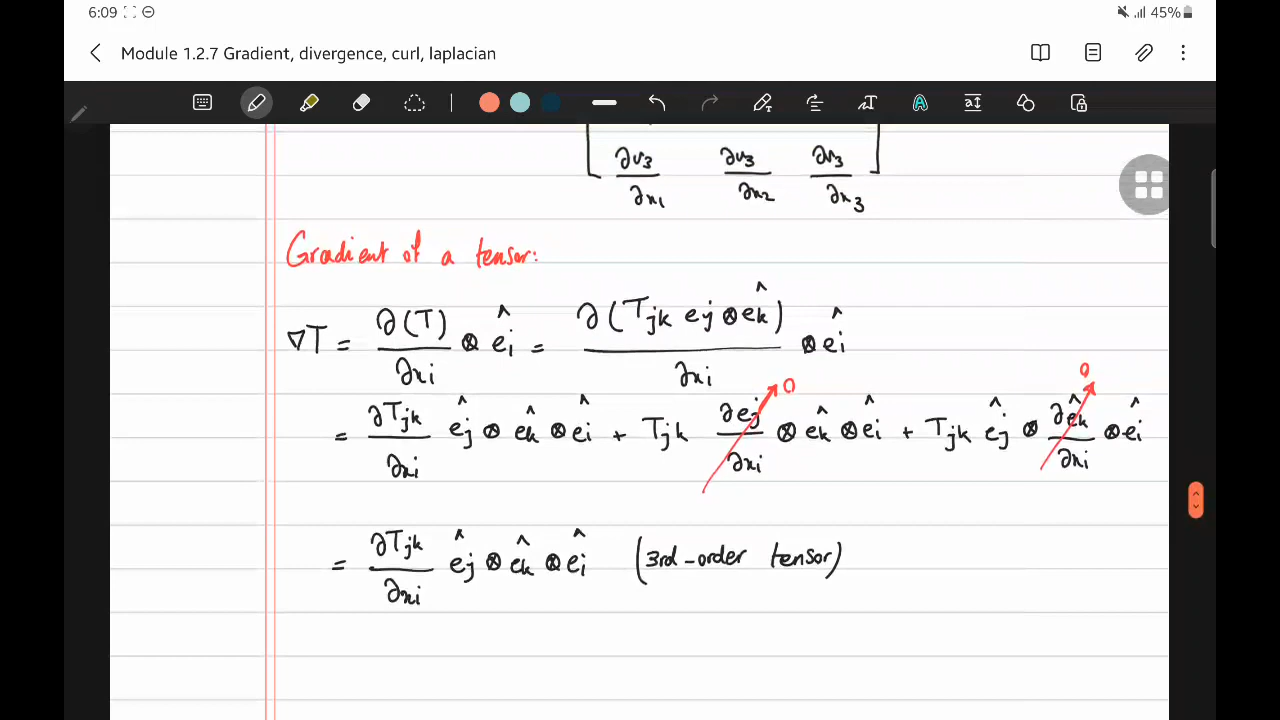 6:09
45%
Module 1.2.7 Gradient, divergence, curl, laplacian
∂v₃/∂x₁ ∂v₃/∂x₂ ∂v₃/∂x₃
Gradient of a tensor:
∇T = ∂(T)/∂xi ⊗ êi = ∂(Tjk ej ⊗ êk)/∂xi ⊗ êi
= ∂Tjk/∂xi êj ⊗ êk ⊗ êi + Tjk ∂ej/∂xi ⊗ êk ⊗ êi + Tjk êj ⊗ ∂êk/∂xi ⊗ êi
0 0
= ∂Tjk/∂xi êj ⊗ êk ⊗ êi (3rd-order tensor)